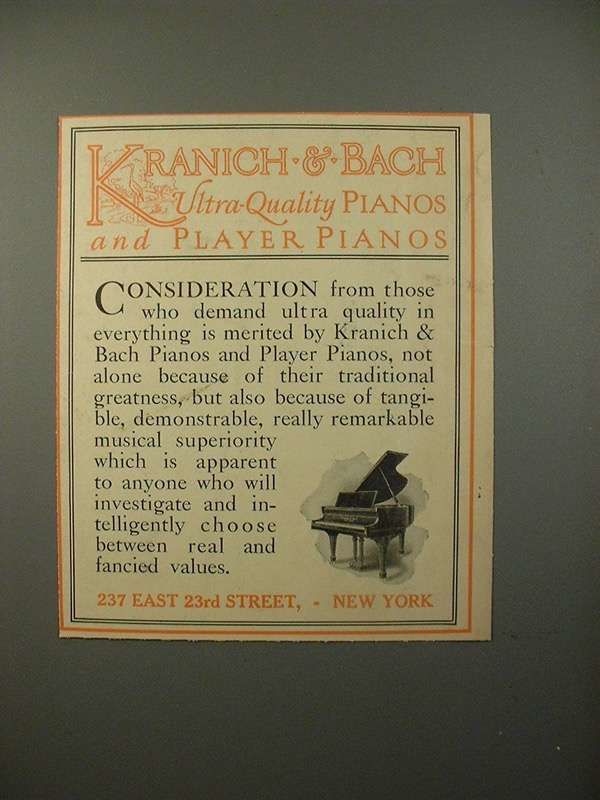 KRANICH · & · BACH
Ultra-Quality PIANOS
and PLAYER PIANOS
CONSIDERATION from those
who demand ultra quality in
everything is merited by Kranich &
Bach Pianos and Player Pianos, not
alone because of their traditional
greatness, but also because of tangi-
ble, demonstrable, really remarkable
musical superiority
which is apparent
to anyone who will
investigate and in-
telligently choose
between real and
fancied values.
237 EAST 23rd STREET, - NEW YORK